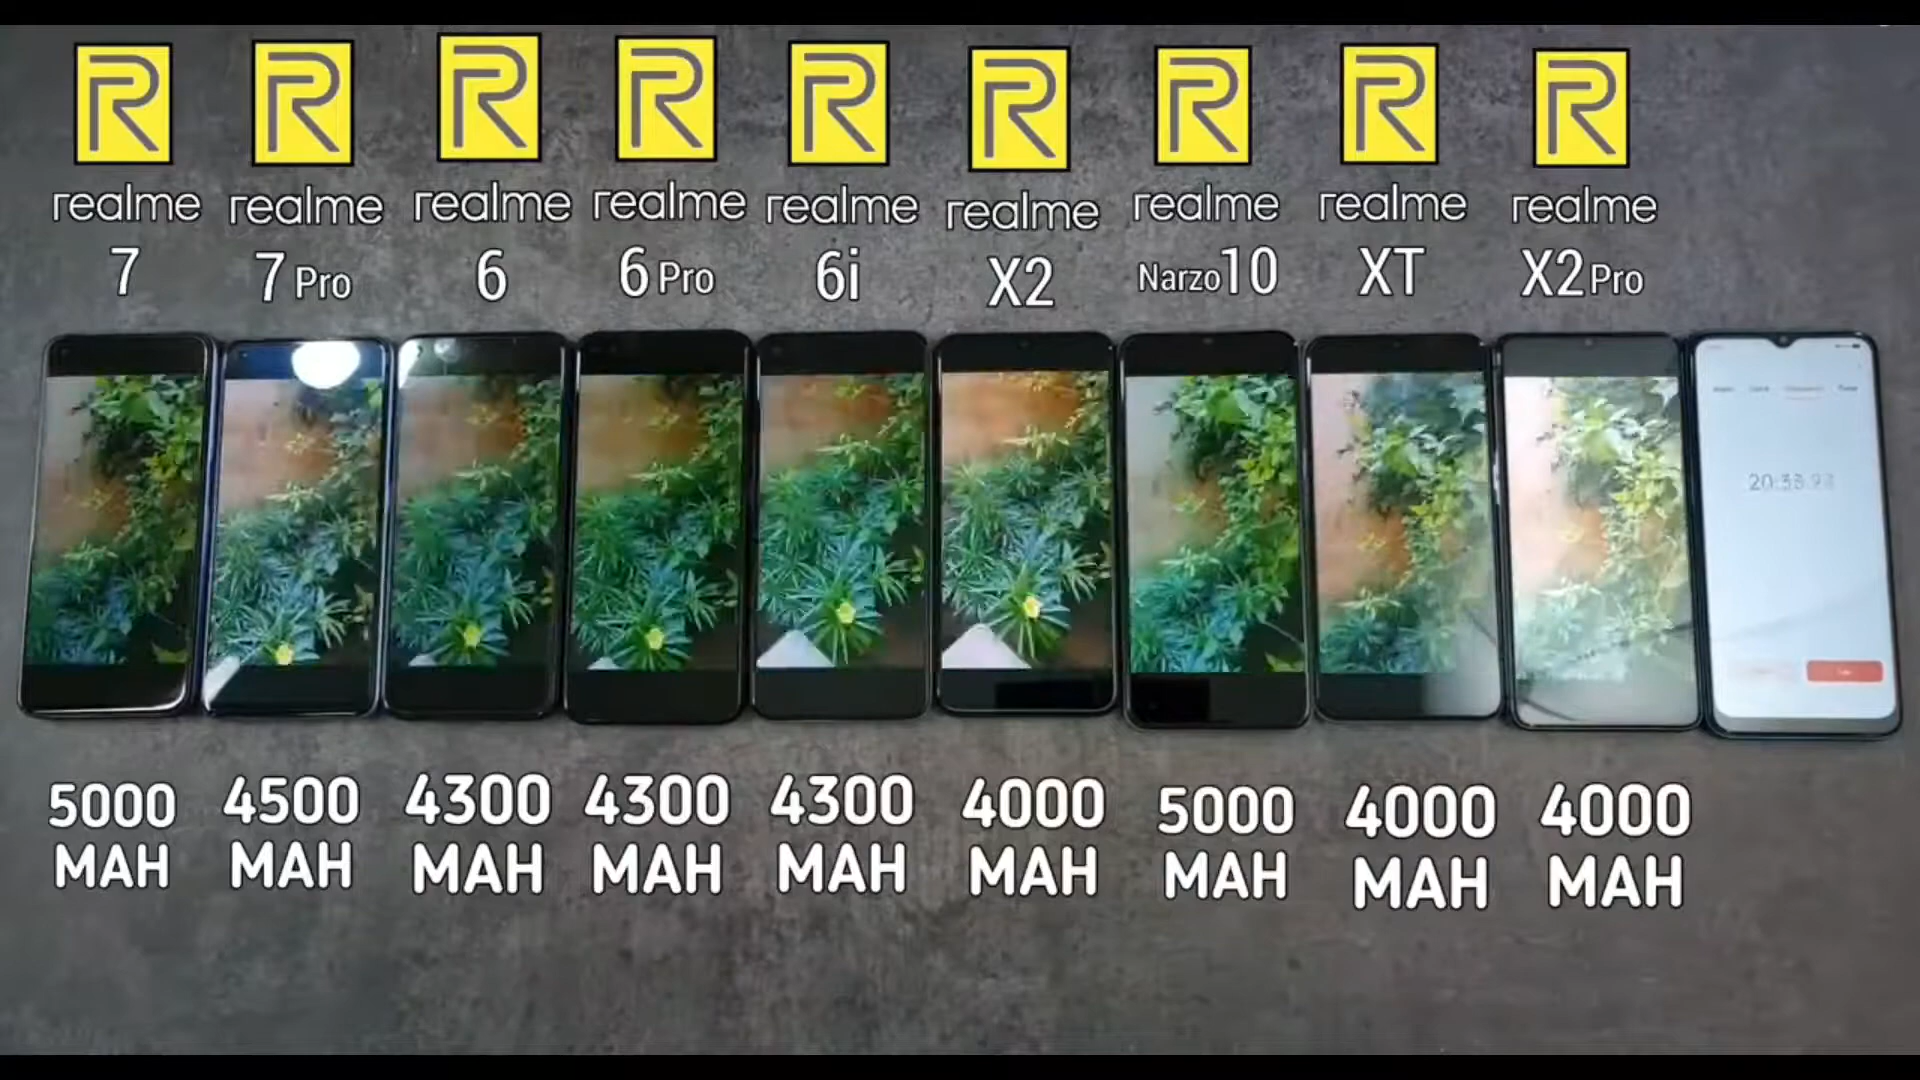 realme realme realme realme realme realme realme realme realme
7 7 Pro 6 6 Pro 6i X2 Narzo10 XT X2 Pro
5000 4500 4300 4300 4300 4000 5000 4000 4000
MAH MAH MAH MAH MAH MAH MAH MAH MAH